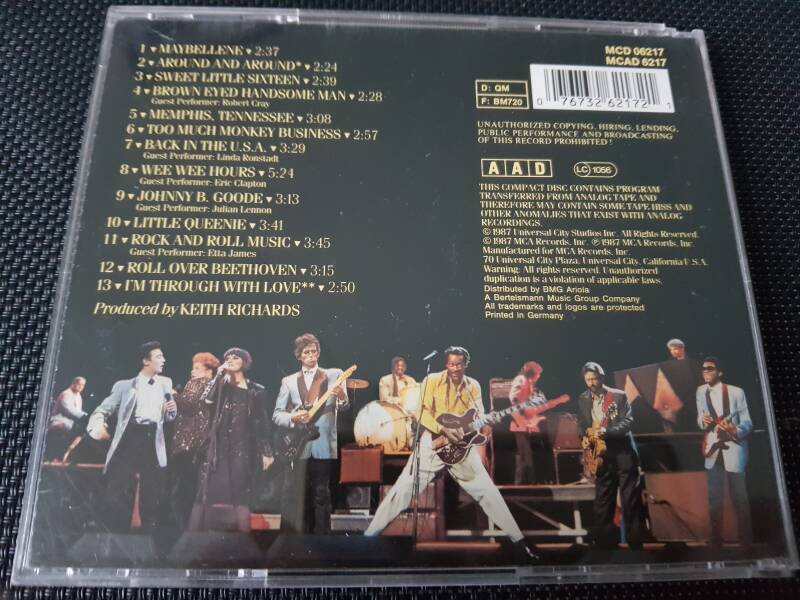 1 ♥ MAYBELLENE ♥ 2:37
2 ♥ AROUND AND AROUND* ♥ 2:24
3 ♥ SWEET LITTLE SIXTEEN ♥ 2:39
4 ♥ BROWN EYED HANDSOME MAN ♥ 2:28
Guest Performer: Robert Cray
5 ♥ MEMPHIS, TENNESSEE ♥ 3:08
6 ♥ TOO MUCH MONKEY BUSINESS ♥ 2:57
7 ♥ BACK IN THE U.S.A. ♥ 3:29
Guest Performer: Linda Ronstadt
8 ♥ WEE WEE HOURS ♥ 5:24
Guest Performer: Eric Clapton
9 ♥ JOHNNY B. GOODE ♥ 3:13
Guest Performer: Julian Lennon
10 ♥ LITTLE QUEENIE ♥ 3:41
11 ♥ ROCK AND ROLL MUSIC ♥ 3:45
Guest Performer: Etta James
12 ♥ ROLL OVER BEETHOVEN ♥ 3:15
13 ♥ I'M THROUGH WITH LOVE** ♥ 2:50
Produced by KEITH RICHARDS
MCD 06217
MCAD 6217
D: QM
F: BM720
0 76732 62172 1
UNAUTHORIZED COPYING, HIRING, LENDING,
PUBLIC PERFORMANCE AND BROADCASTING
OF THIS RECORD PROHIBITED!
A A D
LC 1056
THIS COMPACT DISC CONTAINS PROGRAM
TRANSFERRED FROM ANALOG TAPE AND
THEREFORE MAY CONTAIN SOME TAPE HISS AND
OTHER ANOMALIES THAT EXIST WITH ANALOG
RECORDINGS.
© 1987 Universal City Studios Inc. All Rights Reserved.
© 1987 MCA Records, Inc. ℗ 1987 MCA Records, Inc.
Manufactured for MCA Records, Inc.
70 Universal City Plaza, Universal City, California U.S.A.
Warning: All rights reserved. Unauthorized
duplication is a violation of applicable laws.
Distributed by BMG Ariola
A Bertelsmann Music Group Company
All trademarks and logos are protected
Printed in Germany